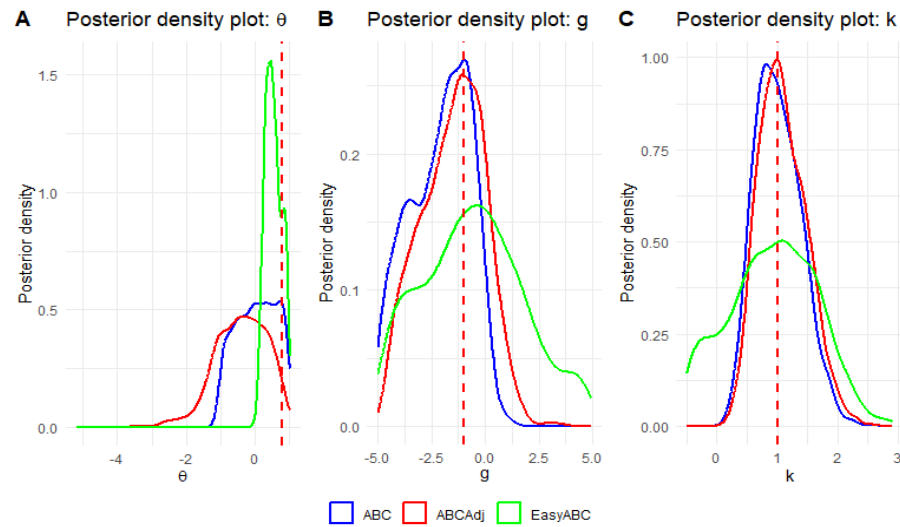 A Posterior density plot: θ
Posterior density
1.5
1.0
0.5
0.0
-4 -2 0
θ
B Posterior density plot: g
Posterior density
0.2
0.1
0.0
-5.0 -2.5 0.0 2.5 5.0
g
C Posterior density plot: k
Posterior density
1.00
0.75
0.50
0.25
0.00
0 1 2 3
k
ABC ABCAdj EasyABC